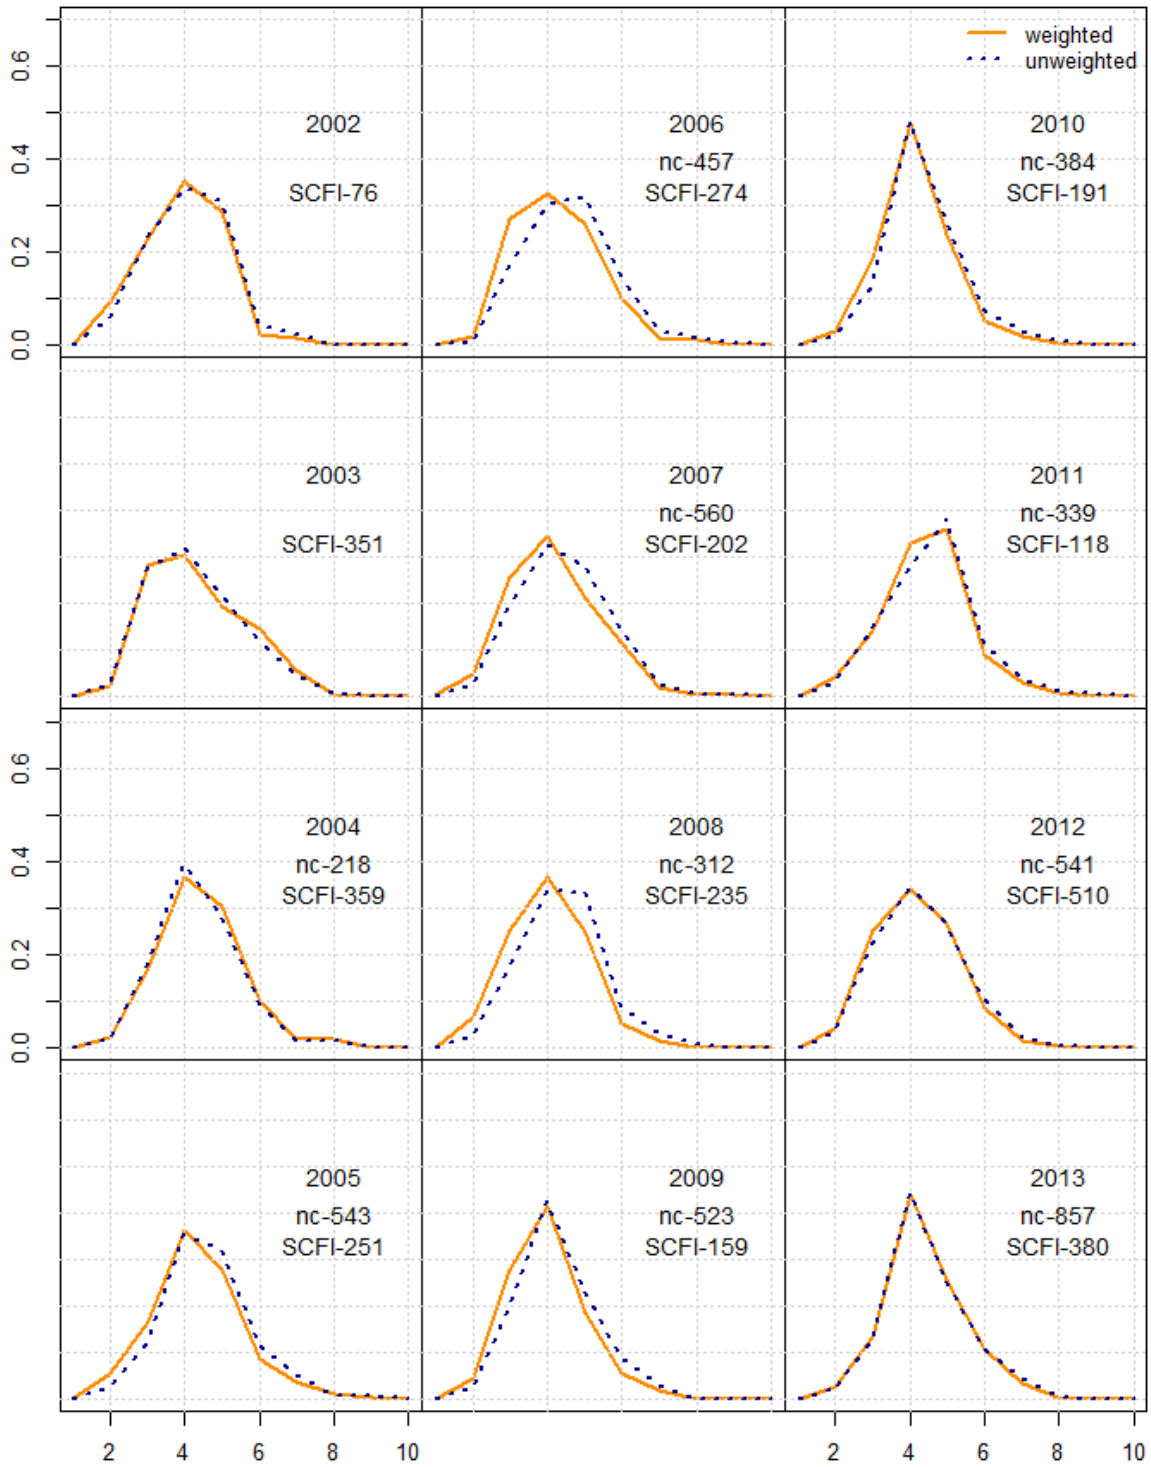 weighted
unweighted
0.6
0.4
0.2
0.0
2002
SCFI-76
2006
nc-457
SCFI-274
2010
nc-384
SCFI-191
2003
SCFI-351
2007
nc-560
SCFI-202
2011
nc-339
SCFI-118
0.6
0.4
0.2
0.0
2004
nc-218
SCFI-359
2008
nc-312
SCFI-235
2012
nc-541
SCFI-510
2005
nc-543
SCFI-251
2009
nc-523
SCFI-159
2013
nc-857
SCFI-380
2 4 6 8 10
2 4 6 8 10